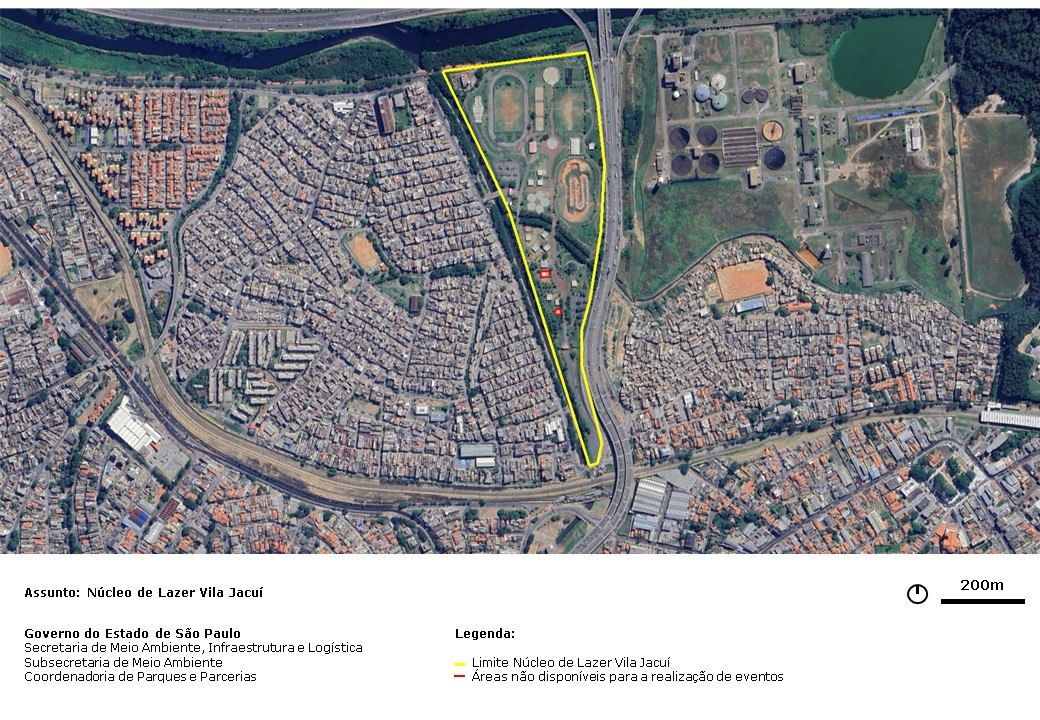 Assunto: Núcleo de Lazer Vila Jacuí
200m
Governo do Estado de São Paulo
Secretaria de Meio Ambiente, Infraestrutura e Logística
Subsecretaria de Meio Ambiente
Coordenadoria de Parques e Parcerias
Legenda:
Limite Núcleo de Lazer Vila Jacuí
Áreas não disponíveis para a realização de eventos